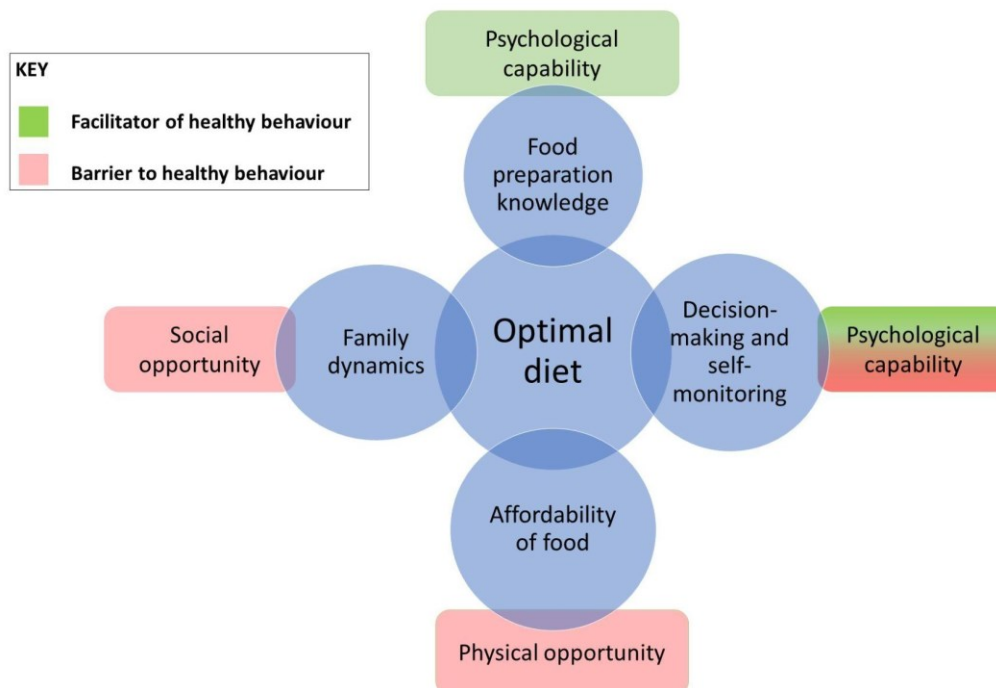 KEY
Facilitator of healthy behaviour
Barrier to healthy behaviour
Psychological
capability
Food
preparation
knowledge
Social
opportunity
Family
dynamics
Optimal
diet
Decision-
making and
self-
monitoring
Psychological
capability
Affordability
of food
Physical opportunity